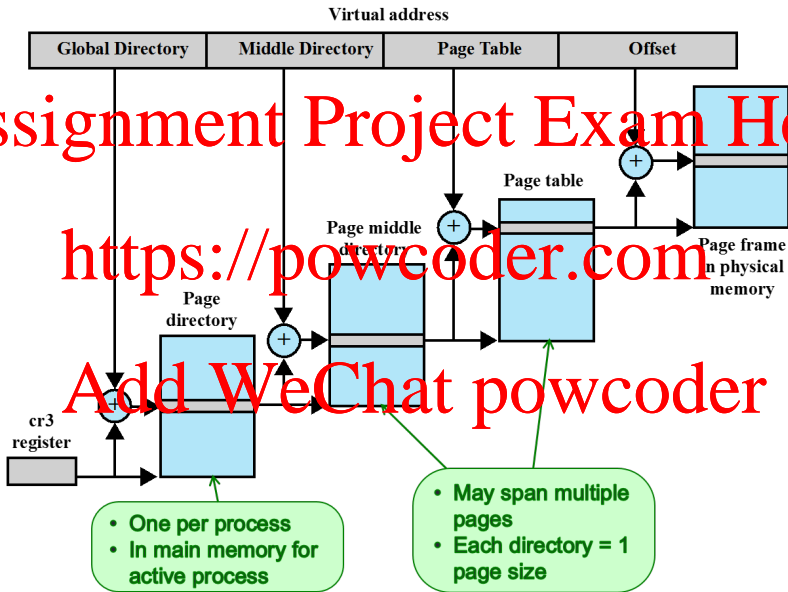 Virtual address
Global Directory Middle Directory Page Table Offset
ssignment Project Exam He
Page table
+
+
Page middle
directory
https://powcoder.com
Page frame
in physical
memory
Page
directory
+
Add WeChat powcoder
+
cr3
register
• May span multiple
pages
• Each directory = 1
page size
• One per process
• In main memory for
active process